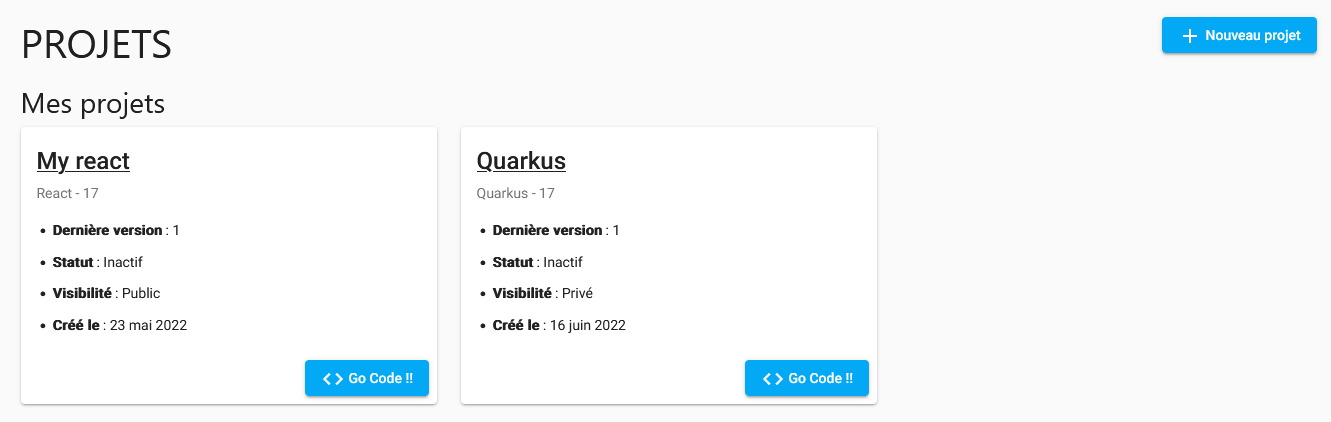 PROJETS
Nouveau projet
Mes projets
My react
React - 17
• Dernière version : 1
• Statut : Inactif
• Visibilité : Public
• Créé le : 23 mai 2022
<> Go Code !!
Quarkus
Quarkus - 17
• Dernière version : 1
• Statut : Inactif
• Visibilité : Privé
• Créé le : 16 juin 2022
<> Go Code !!